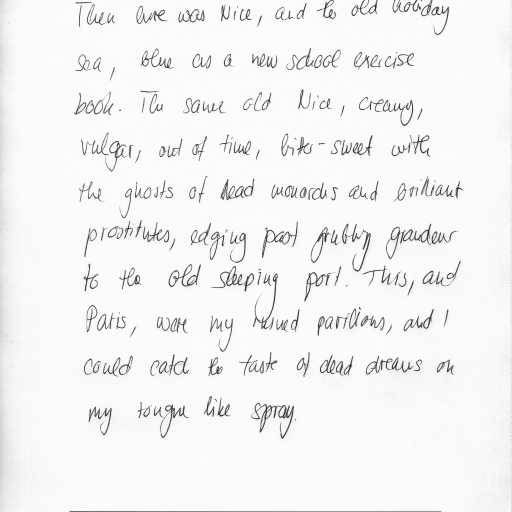 Then here was Nice, and the old holiday
sea, blue as a new school exercise
book. The same old Nice, creamy,
vulgar, out of time, bitter-sweet with
the ghosts of dead monarchs and brilliant
prostitutes, edging past grubby grandeur
to the old sleeping port. This, and
Paris, were my ruined pavilions, and I
could catch the taste of dead dreams on
my tongue like spray.